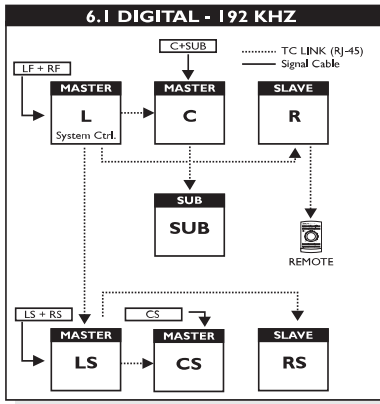 6.1 DIGITAL - 192 KHZ
C+SUB
TC LINK (RJ-45)
Signal Cable
LF + RF
MASTER
L
System Ctrl.
MASTER
C
SLAVE
R
SUB
SUB
REMOTE
LS + RS
CS
MASTER
LS
MASTER
CS
SLAVE
RS